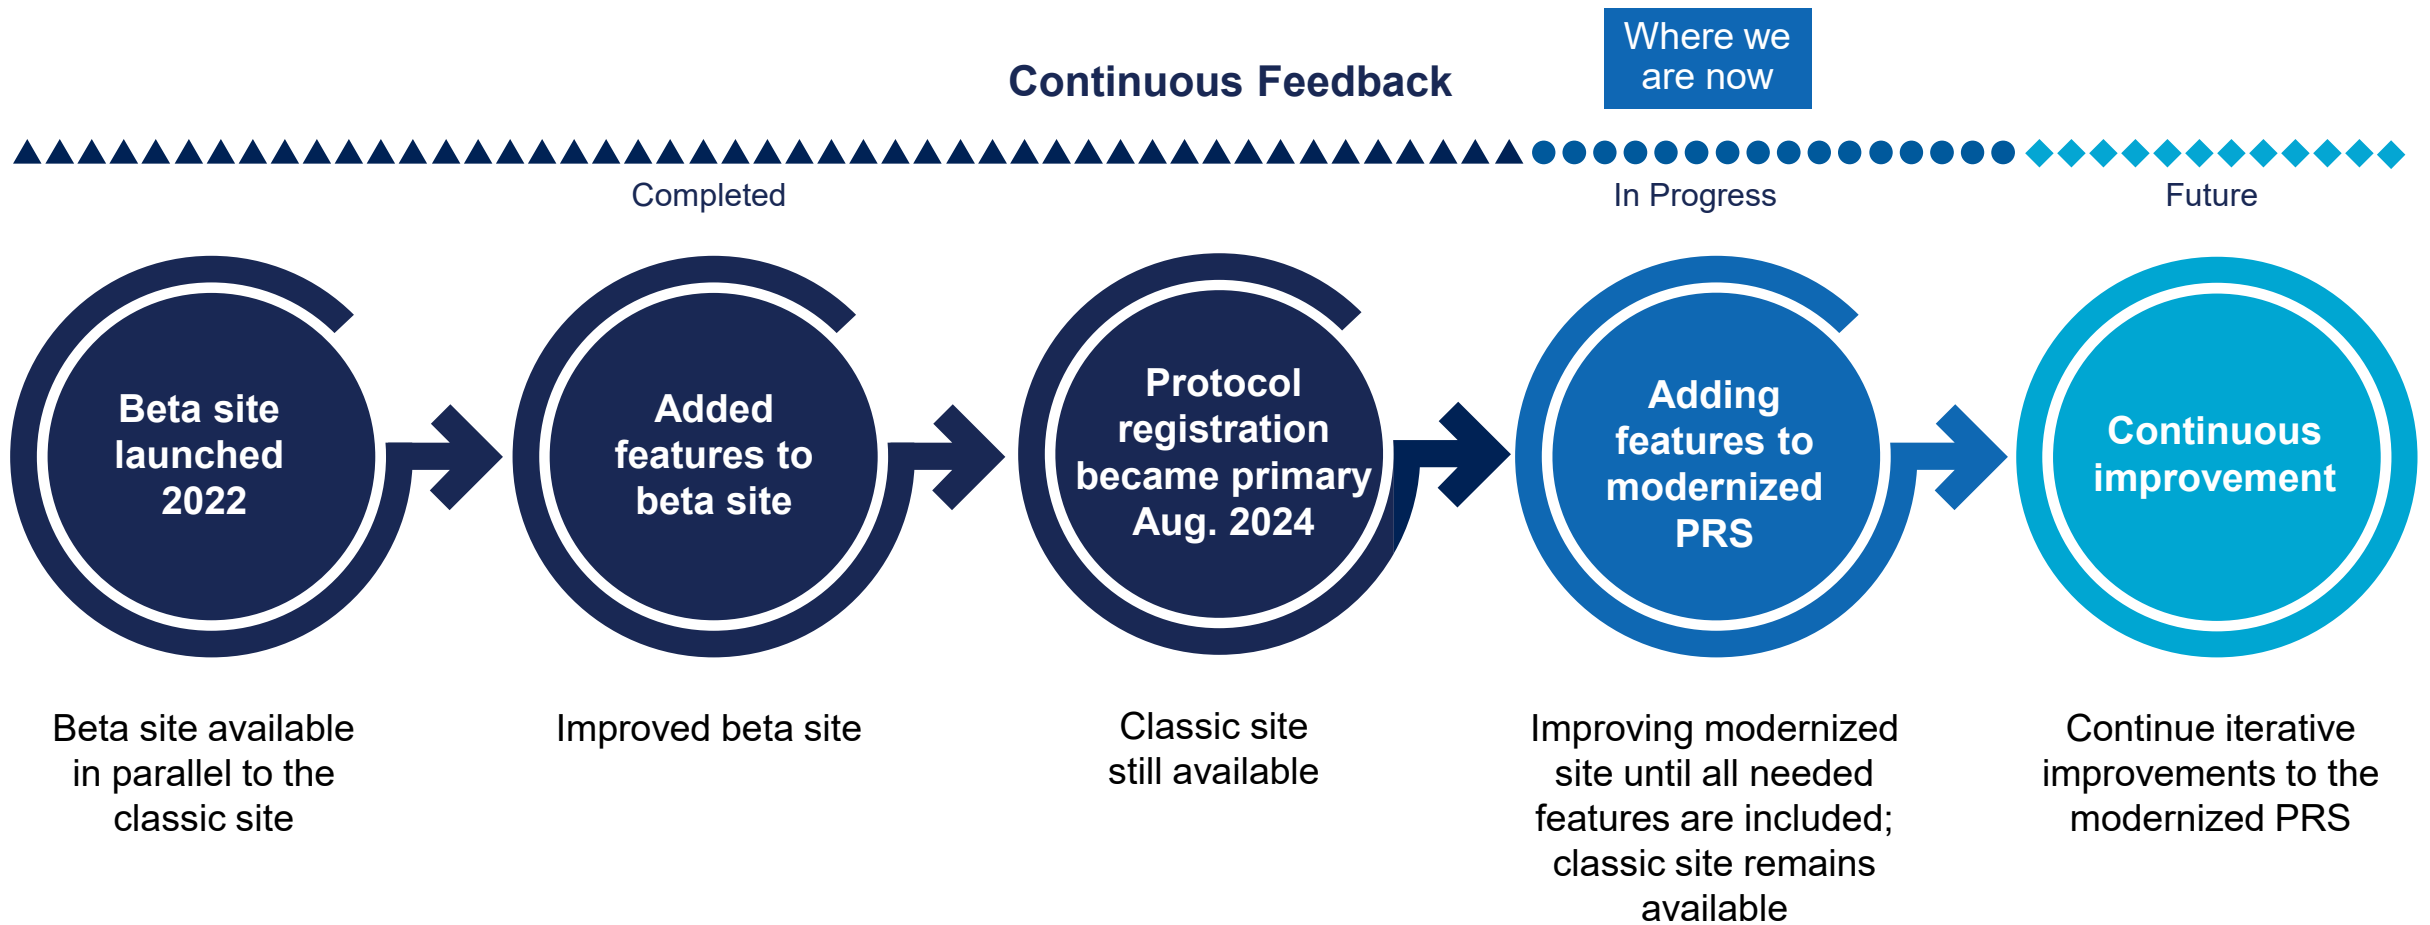 Where we
are now
Continuous Feedback
Completed
In Progress
Future
Beta site
launched
2022
Added
features to
beta site
Protocol
registration
became primary
Aug. 2024
Adding
features to
modernized
PRS
Continuous
improvement
Beta site available
in parallel to the
classic site
Improved beta site
Classic site
still available
Improving modernized
site until all needed
features are included;
classic site remains
available
Continue iterative
improvements to the
modernized PRS